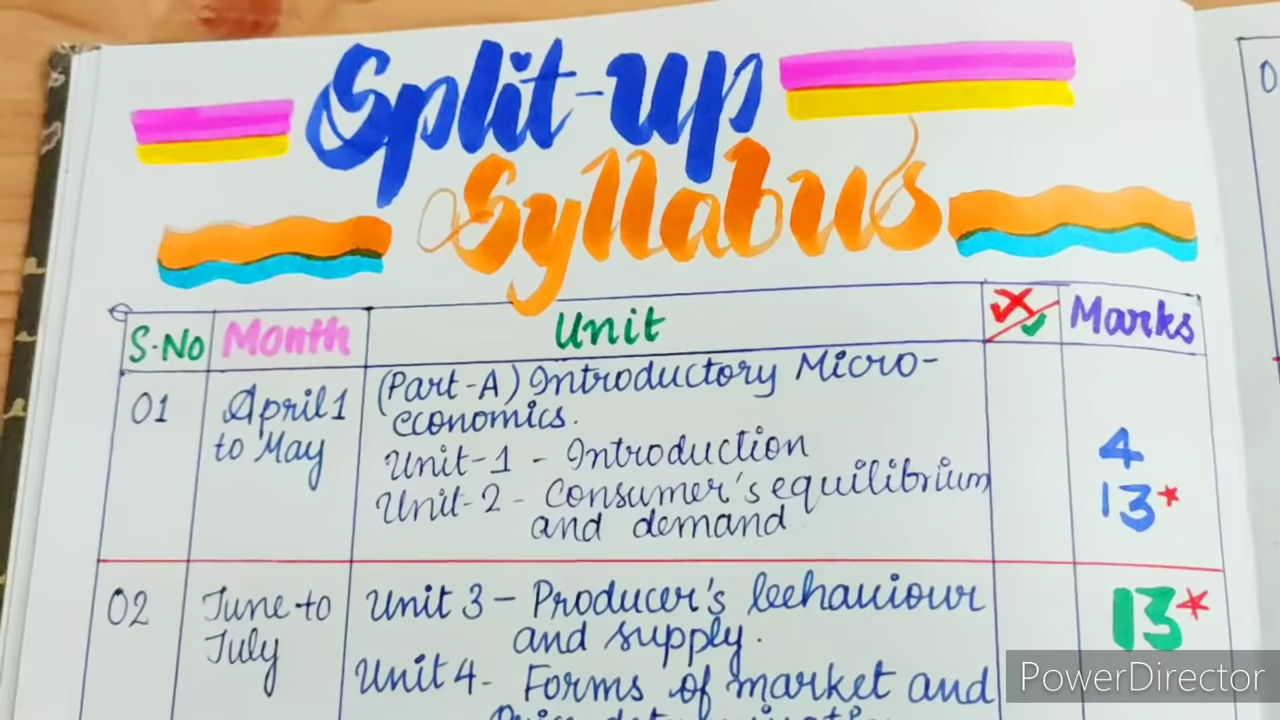 Split-up
Syllabus
S.No Month Unit Marks
01 April 1 to May (Part-A) Introductory Micro-
economics.
Unit-1 - Introduction 4
Unit-2 - Consumer's equilibrium 13*
and demand
02 June to July Unit 3 - Producer's behaviour 13*
and supply.
Unit 4 - Forms of market and
0
PowerDirector